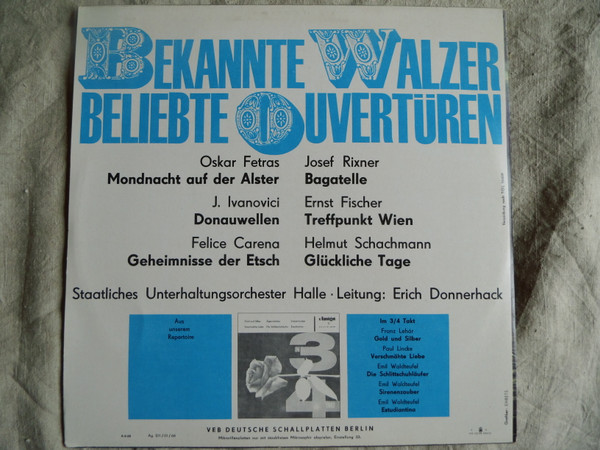 BEKANNTE WALZER
BELIEBTE OUVERTÜREN
Oskar Fetras
Mondnacht auf der Alster
J. Ivanovici
Donauwellen
Felice Carena
Geheimnisse der Etsch
Josef Rixner
Bagatelle
Ernst Fischer
Treffpunkt Wien
Helmut Schachmann
Glückliche Tage
Staatliches Unterhaltungsorchester Halle · Leitung: Erich Donnerhack
Aus
unserem
Repertoire
3
4
Im 3/4 Takt
Franz Lehár
Gold und Silber
Paul Lincke
Verschmähte Liebe
Emil Waldteufel
Die Schlittschuhläufer
Emil Waldteufel
Sirenenzauber
Emil Waldteufel
Estudiantina
VEB DEUTSCHE SCHALLPLATTEN BERLIN